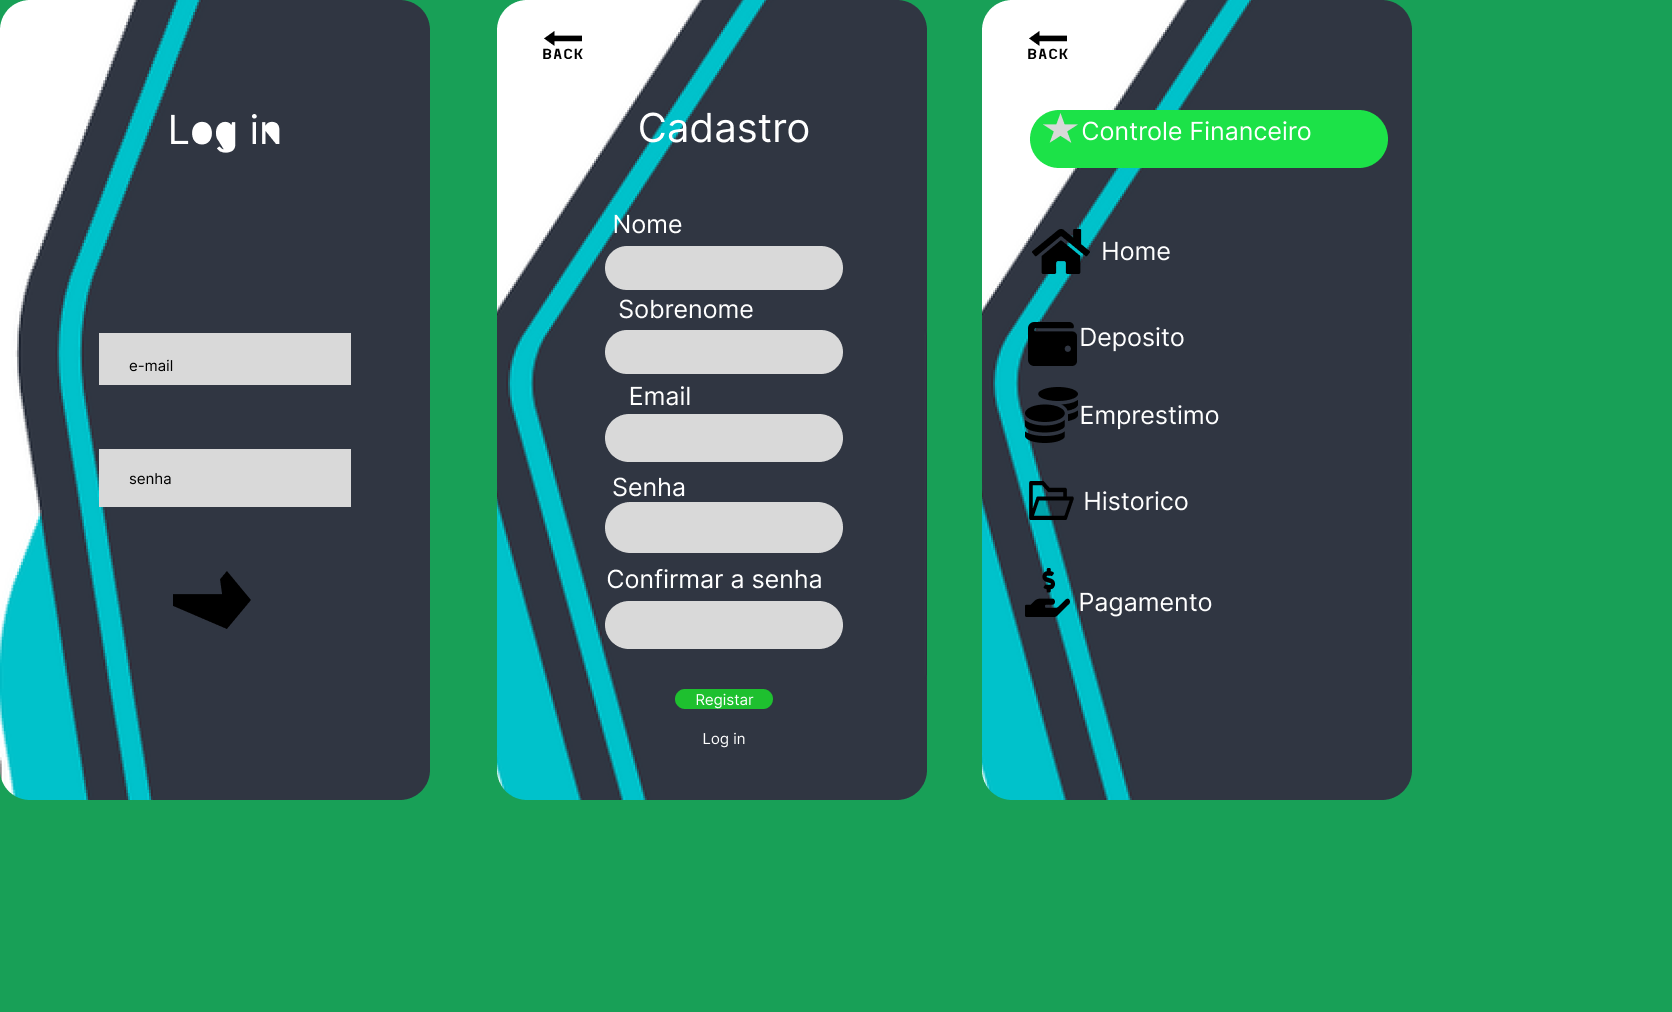 Log in
e-mail
senha
BACK
Cadastro
Nome
Sobrenome
Email
Senha
Confirmar a senha
Registar
Log in
BACK
Controle Financeiro
Home
Deposito
Emprestimo
Historico
$
Pagamento